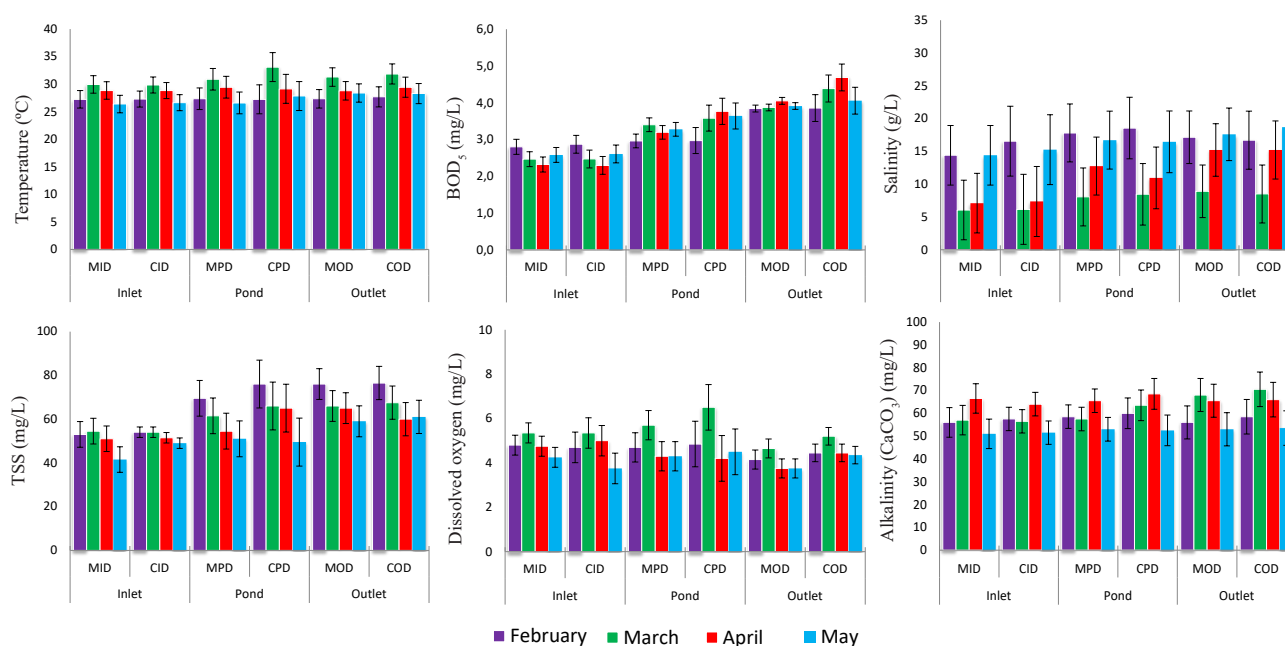 Temperature (ºC)
40
35
30
25
20
15
10
5
0
MID CID MPD CPD MOD COD
Inlet Pond Outlet
BOD5 (mg/L)
6,0
5,0
4,0
3,0
2,0
1,0
0,0
MID CID MPD CPD MOD COD
Inlet Pond Outlet
Salinity (g/L)
35
30
25
20
15
10
5
0
MID CID MPD CPD MOD COD
Inlet Pond Outlet
TSS (mg/L)
100
80
60
40
20
0
MID CID MPD CPD MOD COD
Inlet Pond Outlet
Dissolved oxygen (mg/L)
10
8
6
4
2
0
MID CID MPD CPD MOD COD
Inlet Pond Outlet
Alkalinity (CaCO3) (mg/L)
100
90
80
70
60
50
40
30
20
10
0
MID CID MPD CPD MOD COD
Inlet Pond Outlet
February March April May